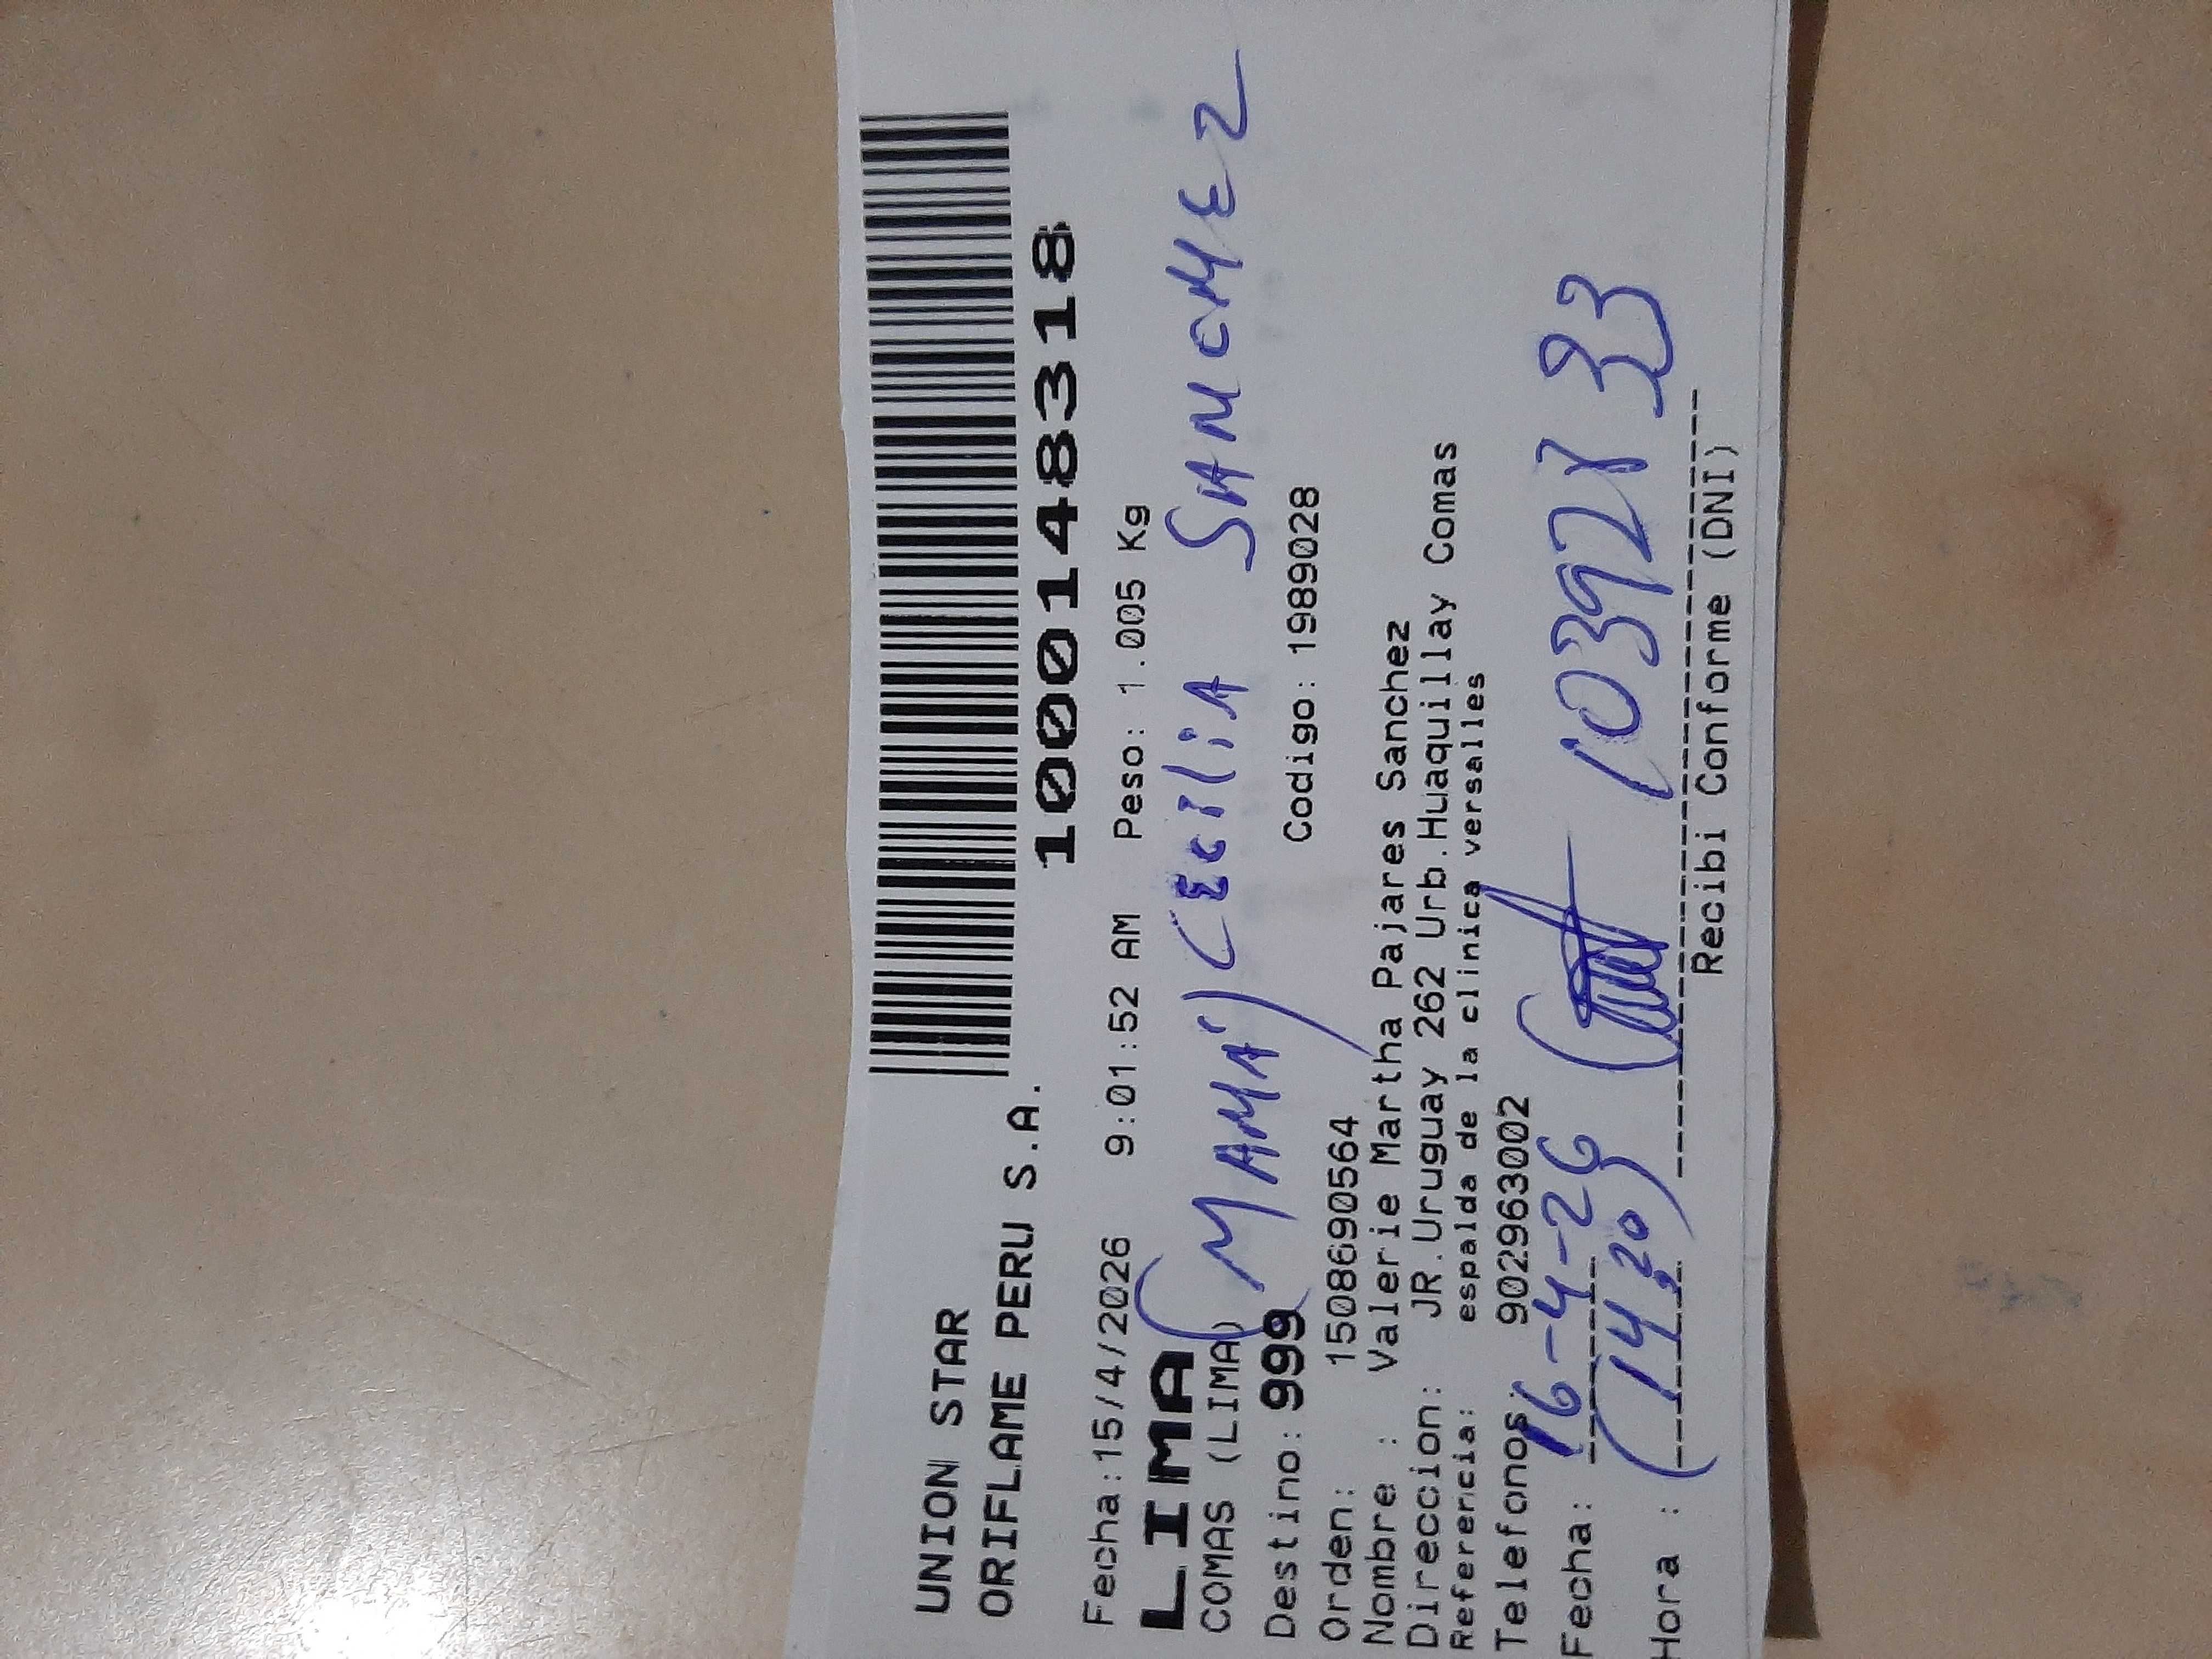 UNION STAR
ORIFLAME PERU S.A.
10001483318
Fecha:15/4/2026 9:01:52 AM Peso: 1.005 Kg
LIMA
COMAS (LIMA)
(MAMÁ) CECILIA SANCHEZ
Destino: 999 Codigo: 1989028
Orden: 1508690564
Nombre : Valerie Martha Pajares Sanchez
Direccion: JR.Uruguay 262 Urb.Huaquillay Comas
Referencia: espalda de la clinica versalles
Telefonos: 902963002
Fecha: 16-4-26
Hora : (14,20)
Recibi Conforme (DNI)